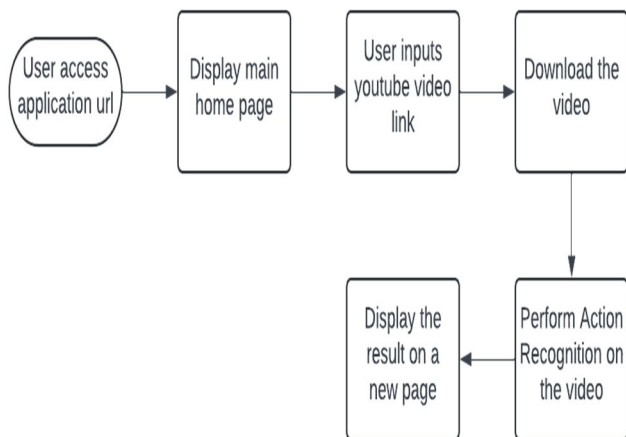 User access
application url
Display main
home page
User inputs
youtube video
link
Download the
video
Perform Action
Recognition on
the video
Display the
result on a
new page